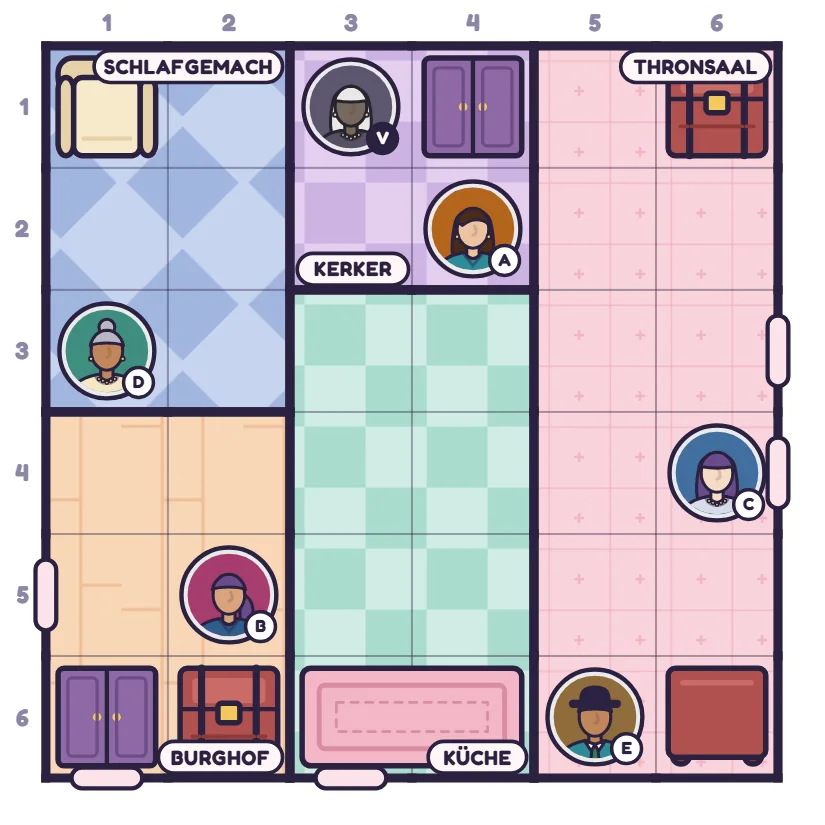 1 2 3 4 5 6
SCHLAFGEMACH THRONSAAL
1 V
2 A
KERKER
3 D
4 C
5 B
6 E
BURGHOF KÜCHE